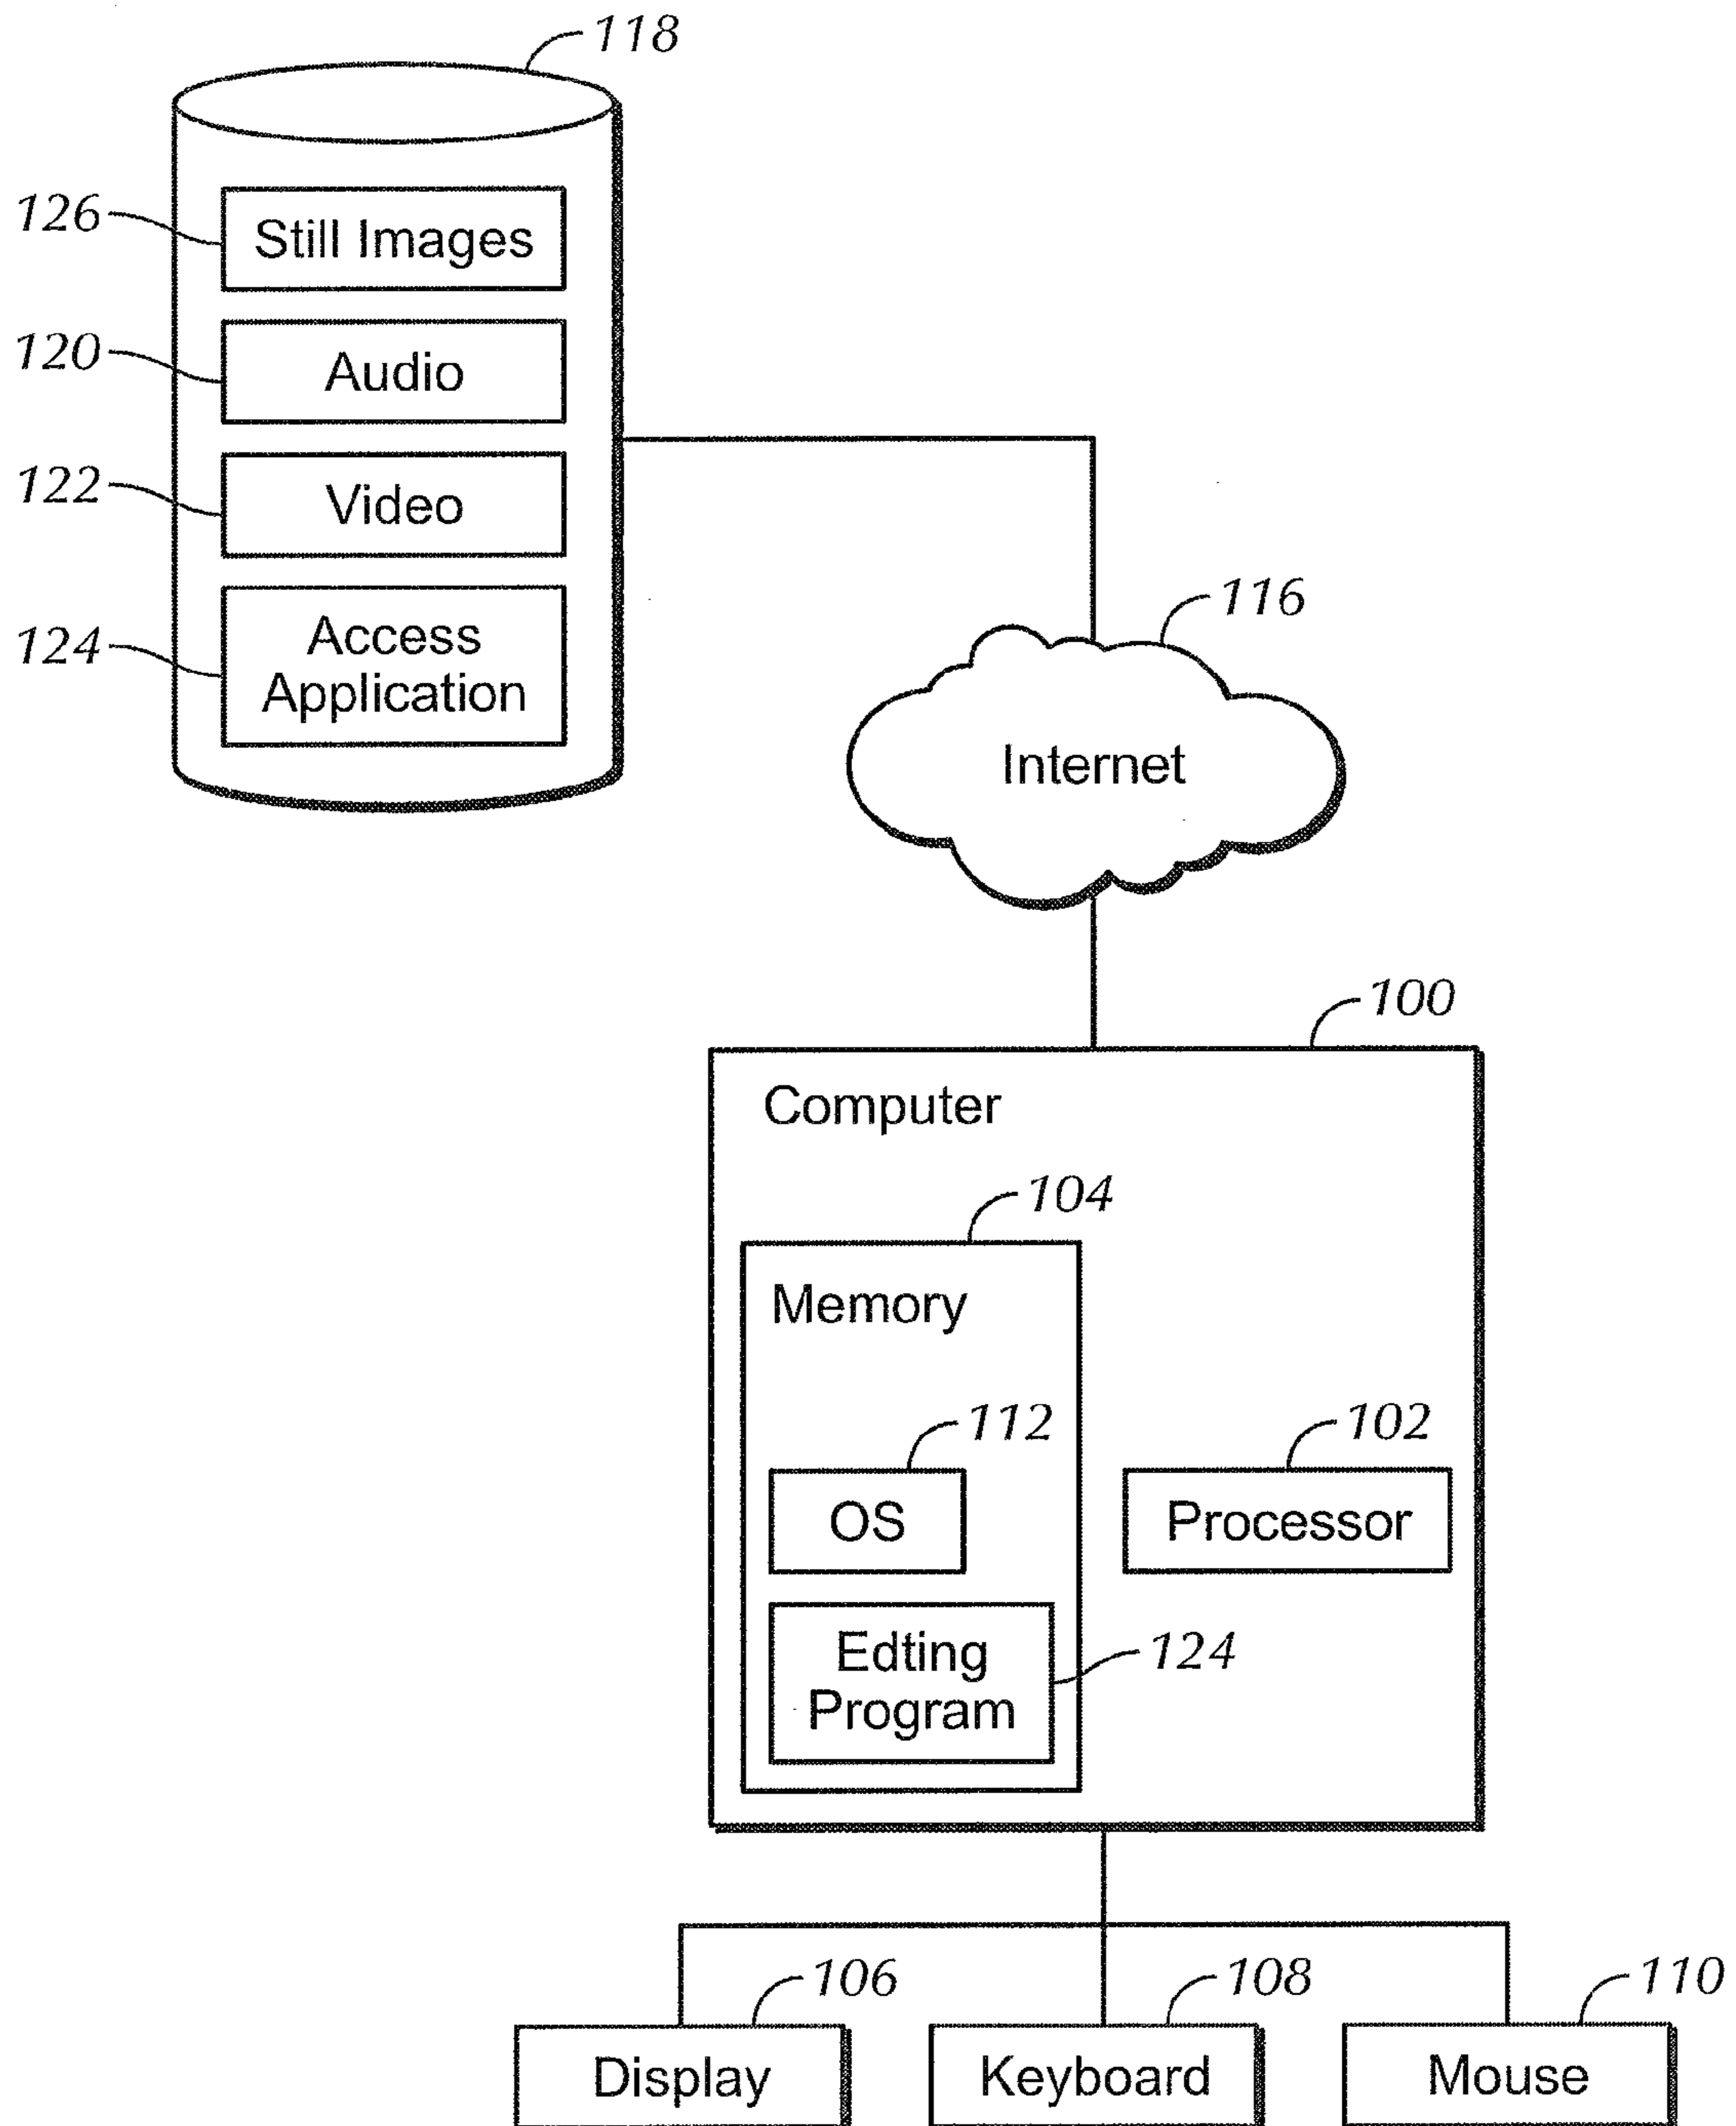 118
126
Still Images
120
Audio
122
Video
124
Access
Application
116
Internet
100
Computer
104
Memory
112
OS
102
Processor
Edting
Program
124
106
Display
108
Keyboard
110
Mouse